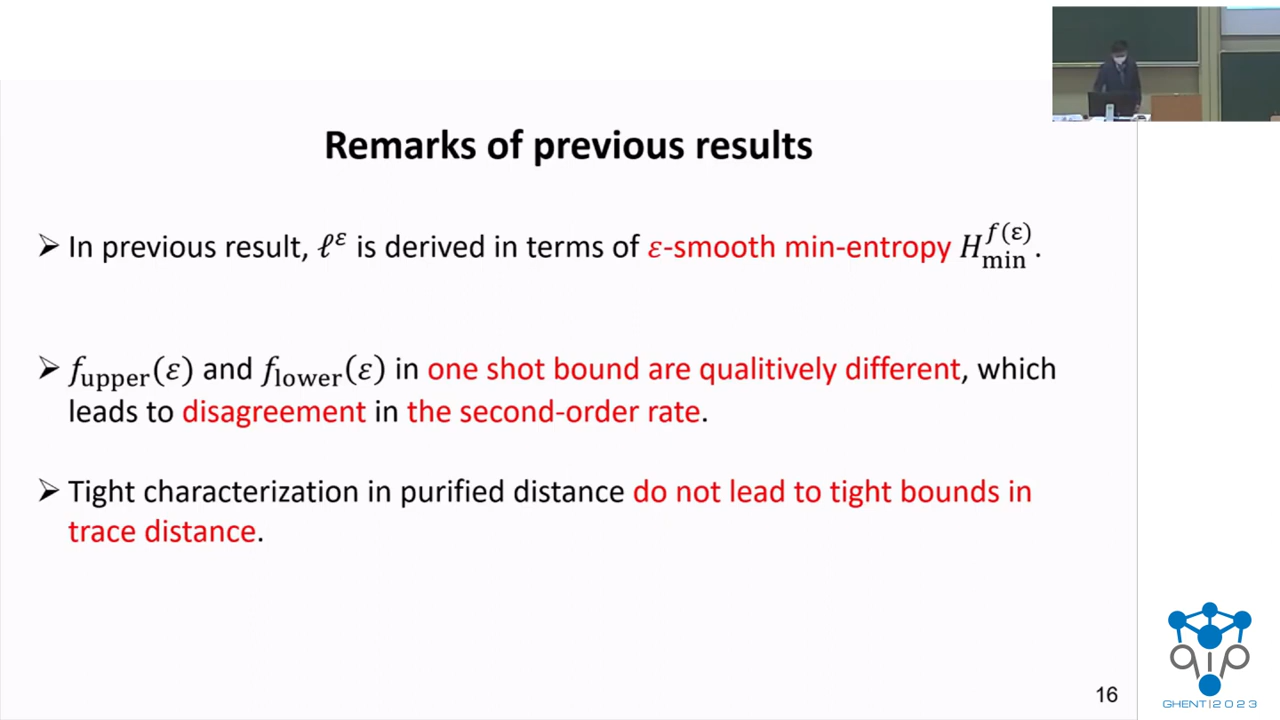 Remarks of previous results
➢ In previous result, ℓ^ε is derived in terms of ε-smooth min-entropy H_min^f(ε).
➢ f_upper(ε) and f_lower(ε) in one shot bound are qualitively different, which
leads to disagreement in the second-order rate.
➢ Tight characterization in purified distance do not lead to tight bounds in
trace distance.
16
qip
GHENT|2023